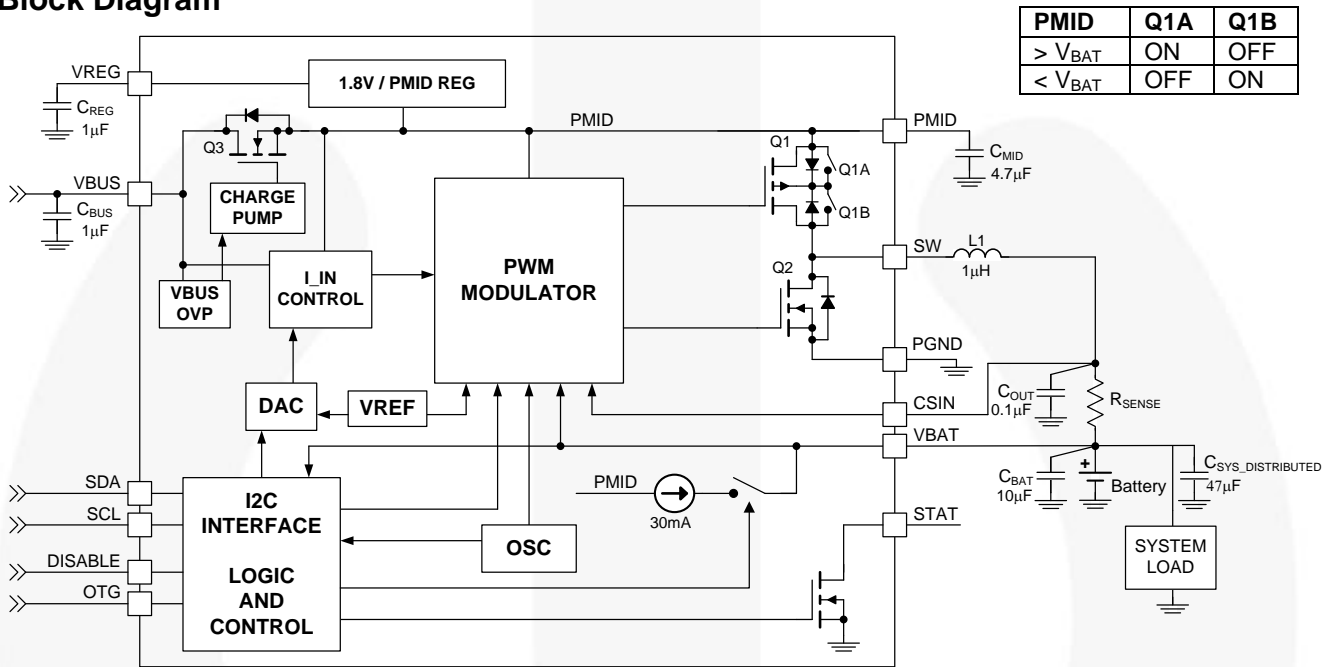 Block Diagram
PMID Q1A Q1B
> VBAT ON OFF
< VBAT OFF ON
VREG
1.8V / PMID REG
CREG
1µF
PMID
PMID
Q3
Q1
Q1A
CMID
4.7µF
VBUS
CHARGE
PUMP
Q1B
CBUS
1µF
SW
L1
1µH
PWM
MODULATOR
I_IN
CONTROL
Q2
VBUS
OVP
PGND
DAC
VREF
CSIN
COUT
0.1µF
RSENSE
VBAT
SDA
I2C
INTERFACE
PMID
30mA
CBAT
10µF
+
Battery
CSYS_DISTRIBUTED
47µF
SCL
STAT
OSC
SYSTEM
LOAD
DISABLE
OTG
LOGIC
AND
CONTROL